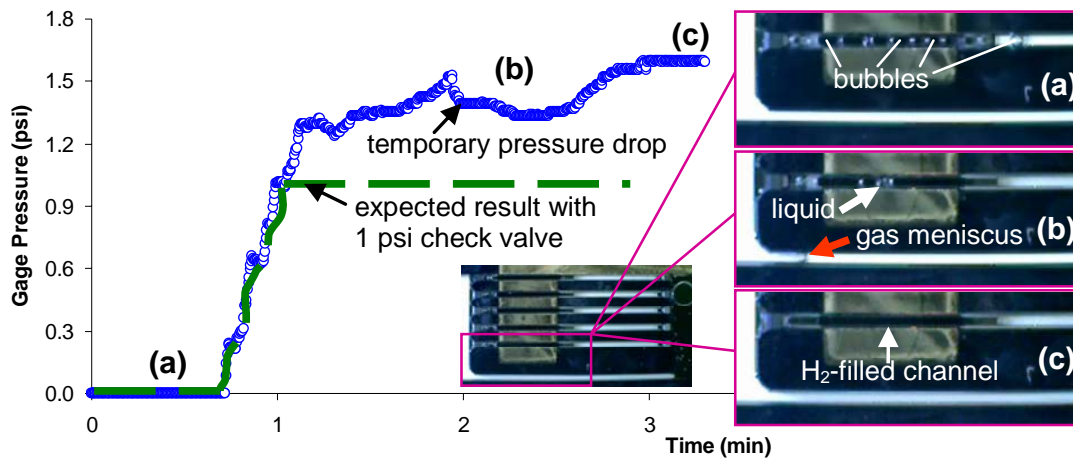 1.8
1.5
1.2
0.9
0.6
0.3
0.0
Gage Pressure (psi)
0
1
2
3
Time (min)
(a)
(b)
(c)
temporary pressure drop
expected result with
1 psi check valve
bubbles
(a)
liquid
gas meniscus
(b)
H₂-filled channel
(c)